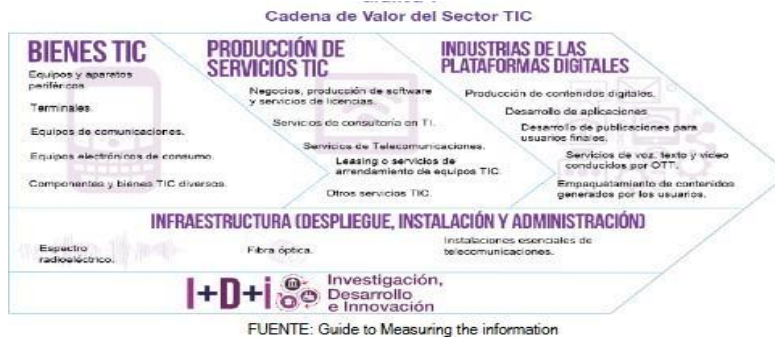 Cadena de Valor del Sector TIC
BIENES TIC
Equipos y aparatos
periféricos.
Terminales.
Equipos de comunicaciones.
Equipos electrónicos de consumo.
Componentes y bienes TIC diversos.
PRODUCCIÓN DE
SERVICIOS TIC
Negocios, producción de software
y servicios de licencias.
Servicios de consultoría en TI.
Servicios de Telecomunicaciones.
Leasing o servicios de
arrendamiento de equipos TIC.
Otros servicios TIC.
INDUSTRIAS DE LAS
PLATAFORMAS DIGITALES
Producción de contenidos digitales.
Desarrollo de aplicaciones
Desarrollo de publicaciones para
usuarios finales.
Servicios de voz, texto y video
conducidos por OTT.
Empaquatamiento de contenidos
generados por los usuarios.
INFRAESTRUCTURA (DESPLIEGUE, INSTALACIÓN Y ADMINISTRACIÓN)
Espectro
radioeléctrico.
Fibra óptica.
Instalaciones esenciales de
telecomunicaciones.
I+D+i
Investigación,
Desarrollo
e Innovación
FUENTE: Guide to Measuring the information